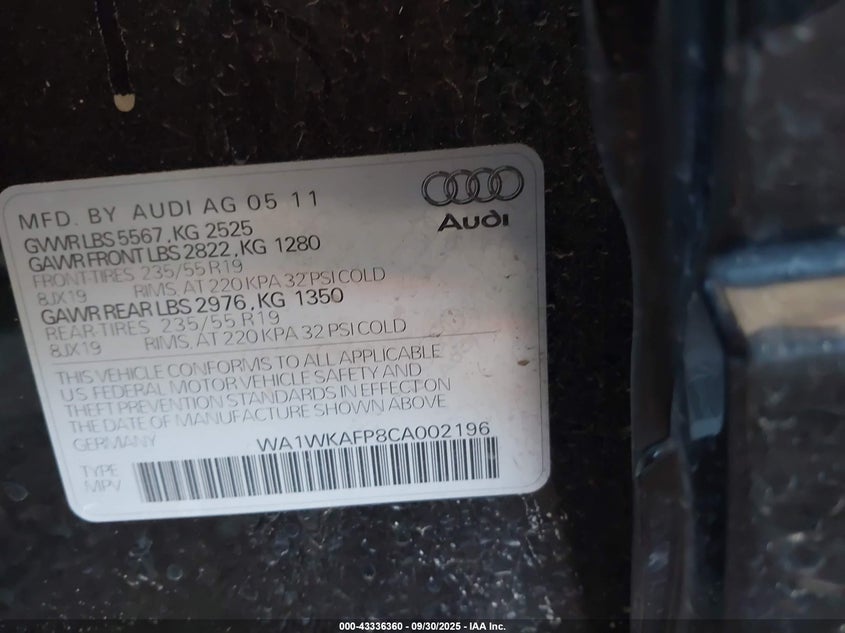 MFD. BY AUDI AG 05 11
Audi
GVWR LBS 5567, KG 2525
GAWR FRONT LBS 2822, KG 1280
FRONT-TIRES 235/55 R19
8JX19 RIMS, AT 220 KPA 32 PSI COLD
GAWR REAR LBS 2976, KG 1350
REAR-TIRES 235/55 R19
8JX19 RIMS, AT 220 KPA 32 PSI COLD
THIS VEHICLE CONFORMS TO ALL APPLICABLE
US FEDERAL MOTOR VEHICLE SAFETY AND
THEFT PREVENTION STANDARDS IN EFFECT ON
THE DATE OF MANUFACTURE SHOWN ABOVE
GERMANY WA1WKAFP8CA002196
TYPE
MPV
000-43336360 - 09/30/2025 - IAA Inc.